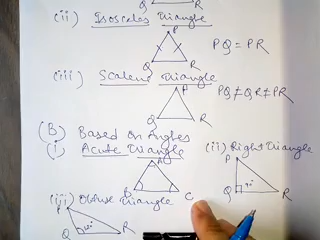 Q R
(ii) Isosceles Triangle
P
PQ = PR
Q R
(iii) Scalene Triangle
P
PQ ≠ QR ≠ PR
Q R
(B) Based on Angles
(i) Acute Triangle
A
B C
(ii) Right Triangle
P
Q R
(iii) Obtuse Triangle
P
Q R